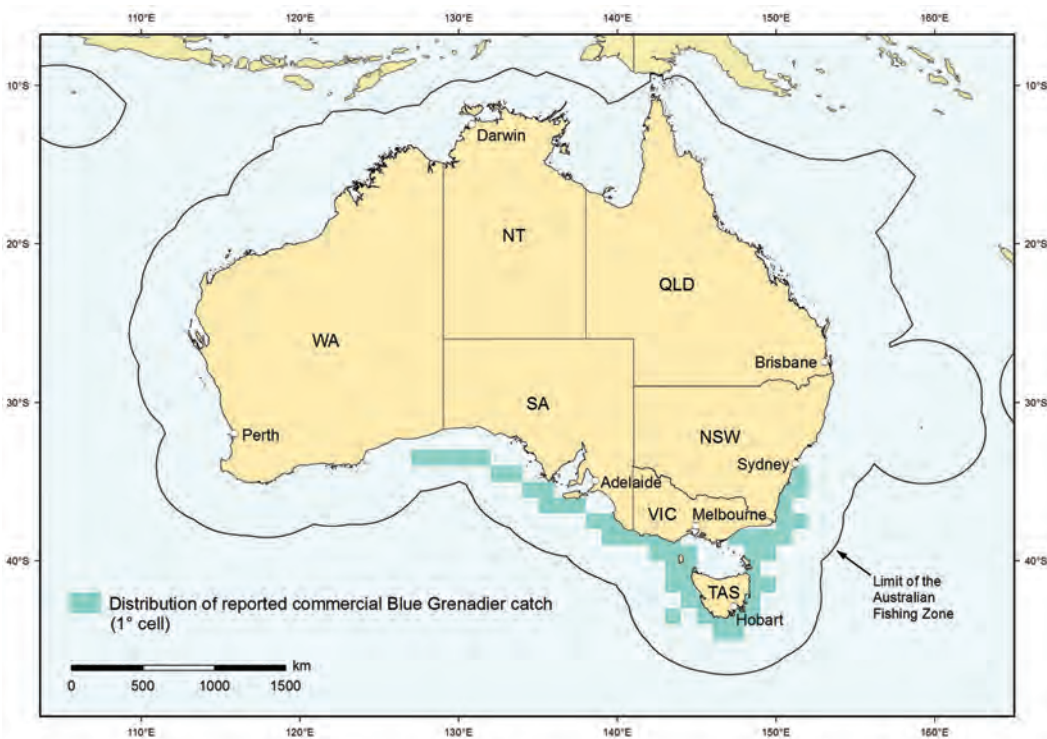 110°E 120°E 130°E 140°E 150°E 160°E
10°S 10°S
Darwin
20°S 20°S
NT
QLD
WA
Brisbane
30°S 30°S
SA
Perth
NSW
Sydney
Adelaide
VIC Melbourne
40°S 40°S
TAS
Hobart
Limit of the
Australian
Fishing Zone
Distribution of reported commercial Blue Grenadier catch
(1° cell)
km
0 500 1000 1500
110°E 120°E 130°E 140°E 150°E 160°E